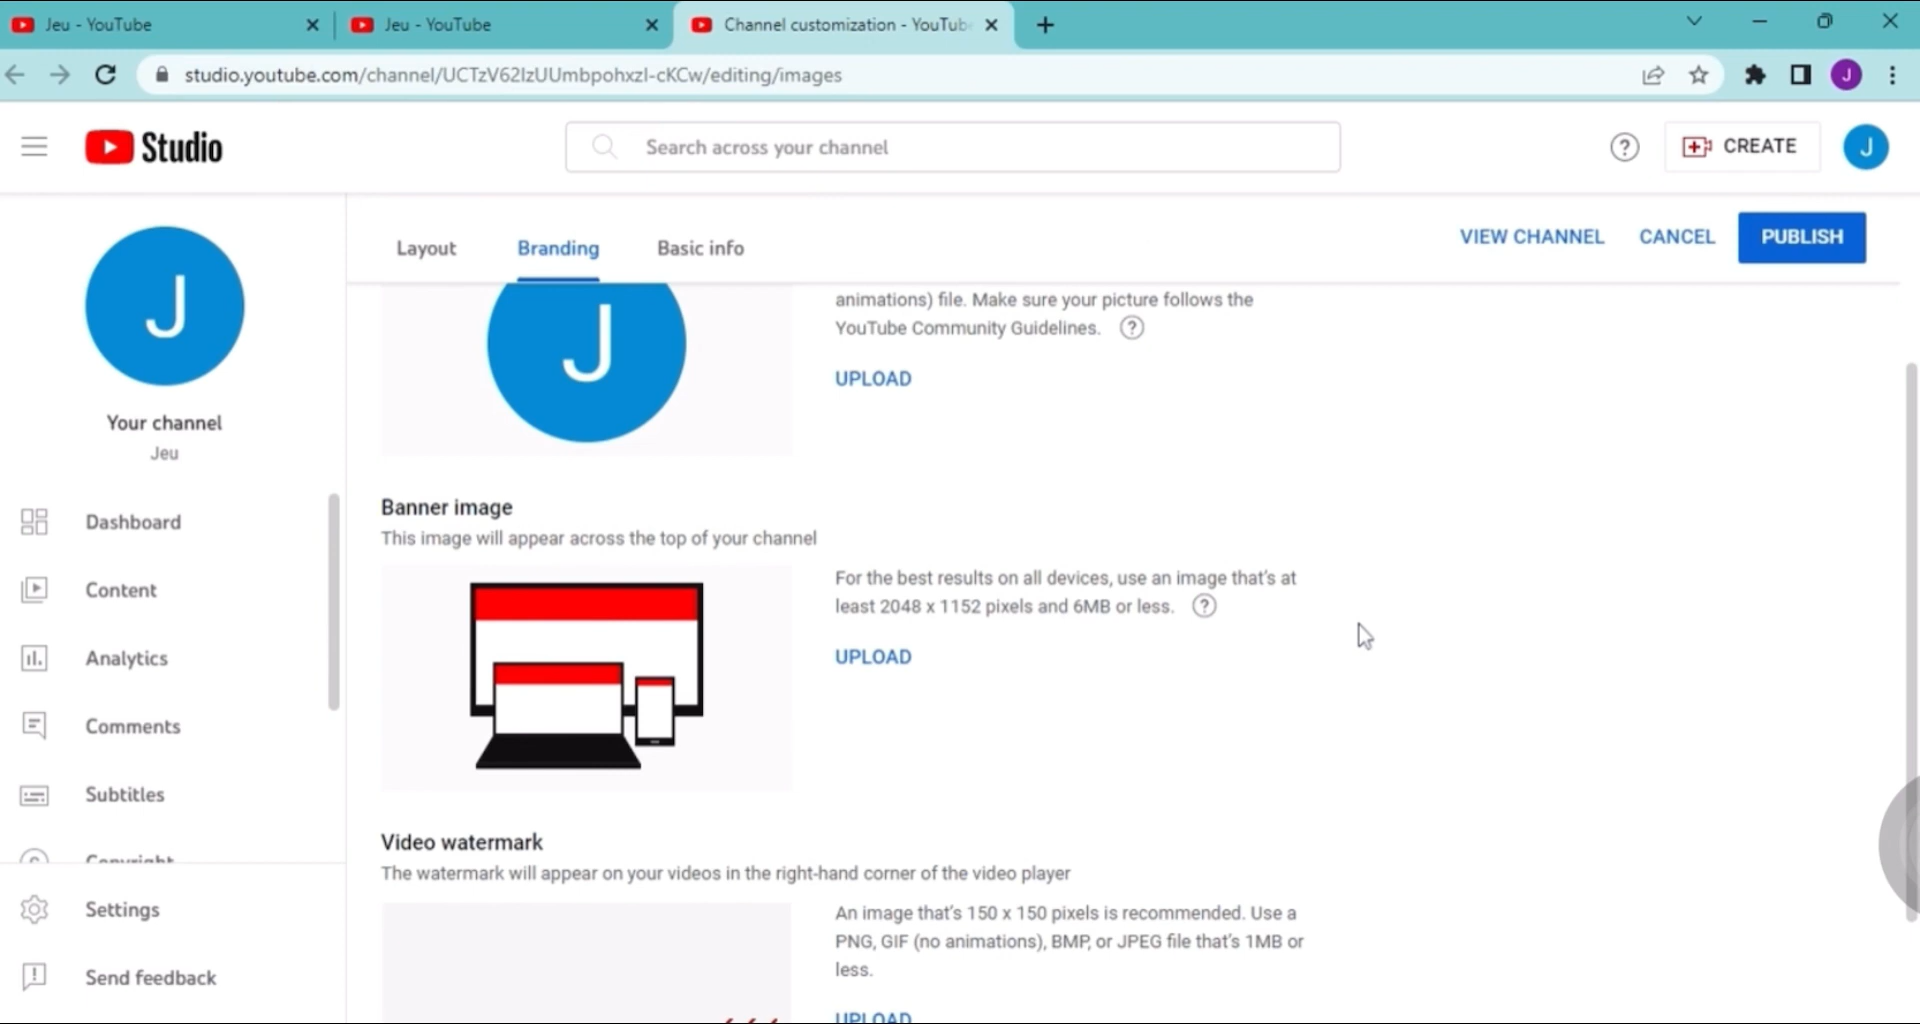 Jeu - YouTube
Jeu - YouTube
Channel customization - YouTub
studio.youtube.com/channel/UCTzV62IzUUmbpohxzI-cKCw/editing/images
J
Studio
Search across your channel
?
CREATE
J
J
Your channel
Jeu
Dashboard
Content
Analytics
Comments
Subtitles
Copyright
Settings
Send feedback
Layout
Branding
Basic info
VIEW CHANNEL
CANCEL
PUBLISH
J
animations) file. Make sure your picture follows the
YouTube Community Guidelines. ?
UPLOAD
Banner image
This image will appear across the top of your channel
For the best results on all devices, use an image that's at
least 2048 x 1152 pixels and 6MB or less. ?
UPLOAD
Video watermark
The watermark will appear on your videos in the right-hand corner of the video player
An image that's 150 x 150 pixels is recommended. Use a
PNG, GIF (no animations), BMP, or JPEG file that's 1MB or
less.
UPLOAD